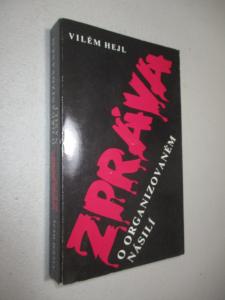 VILÉM HEJL
ZPRÁVA
O ORGANIZOVANÉM
NÁSILÍ